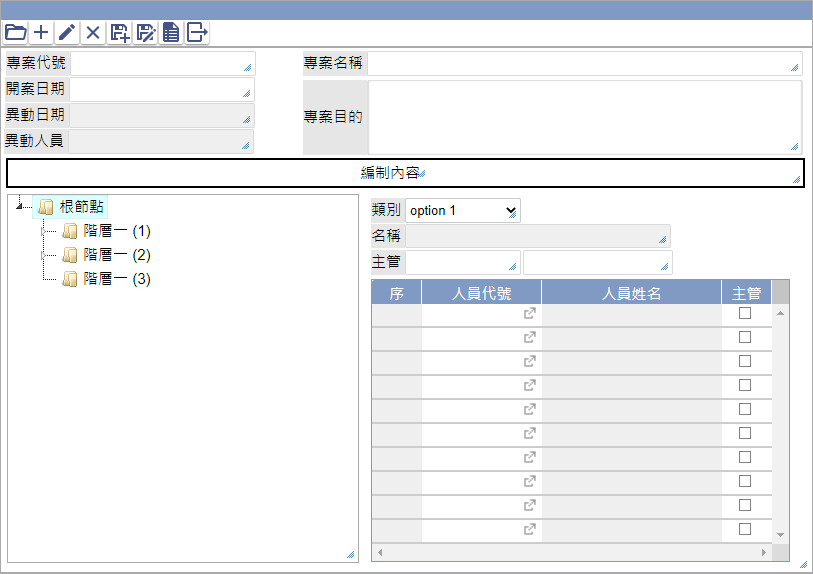 專案代號
專案名稱
開案日期
異動日期
專案目的
異動人員
編制內容
根節點
階層一 (1)
階層一 (2)
階層一 (3)
類別 option 1
名稱
主管
序 人員代號 人員姓名 主管